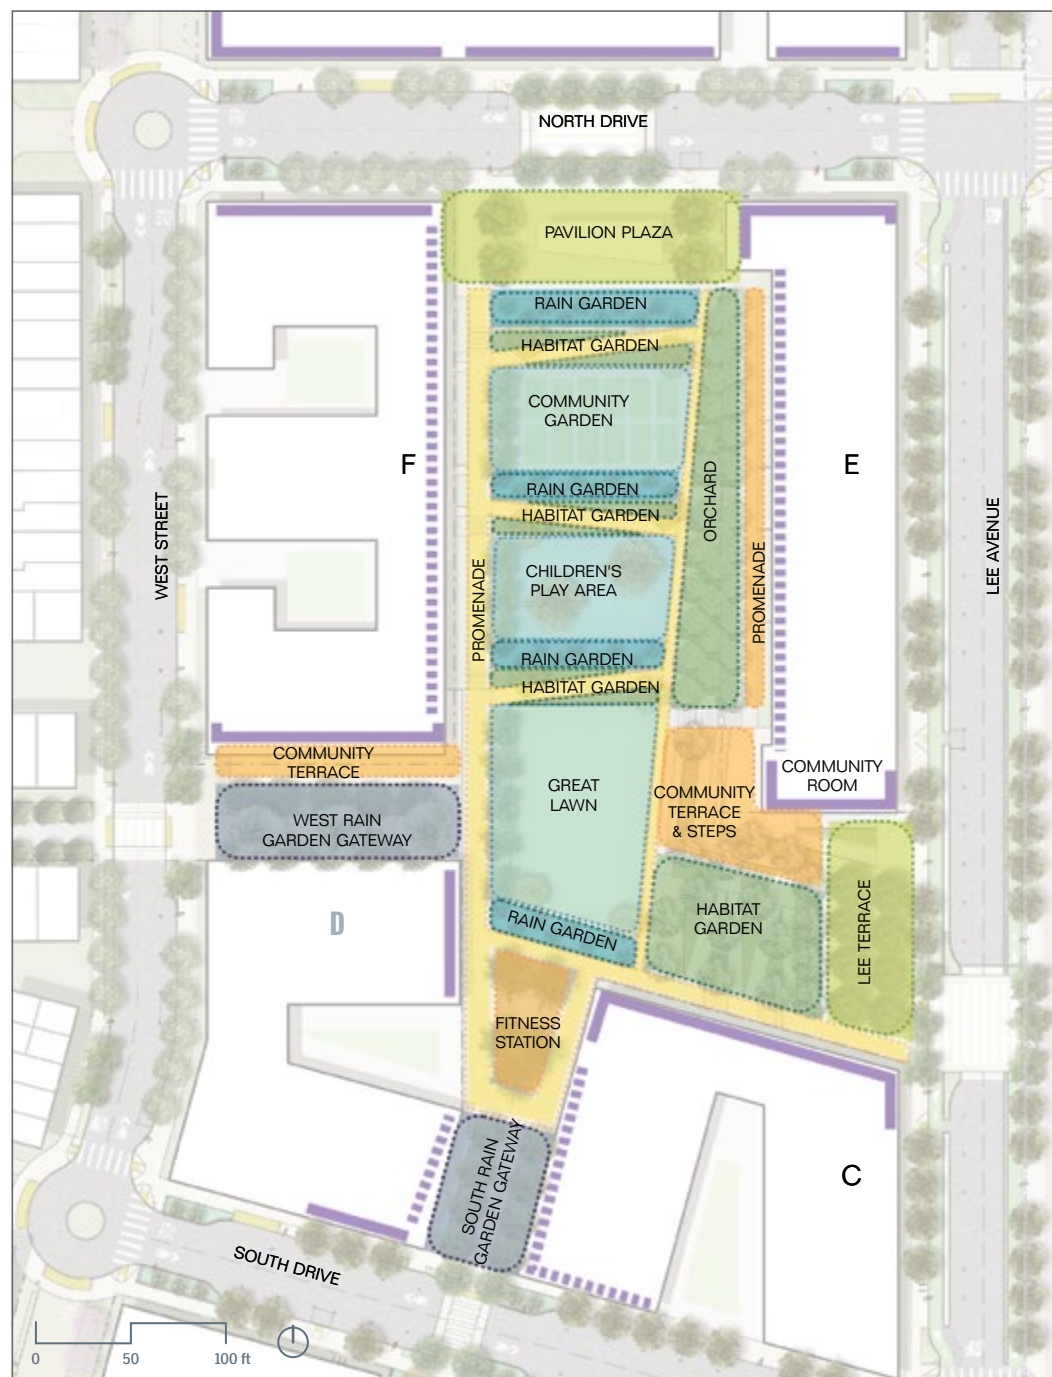 NORTH DRIVE
PAVILION PLAZA
RAIN GARDEN
HABITAT GARDEN
COMMUNITY
GARDEN
F
E
ORCHARD
RAIN GARDEN
HABITAT GARDEN
WEST STREET
LEE AVENUE
PROMENADE
CHILDREN'S
PLAY AREA
PROMENADE
RAIN GARDEN
HABITAT GARDEN
COMMUNITY
TERRACE
GREAT
LAWN
COMMUNITY
TERRACE
& STEPS
COMMUNITY
ROOM
WEST RAIN
GARDEN GATEWAY
D
RAIN GARDEN
HABITAT
GARDEN
LEE TERRACE
FITNESS
STATION
SOUTH RAIN
GARDEN GATEWAY
C
SOUTH DRIVE
0 50 100 ft